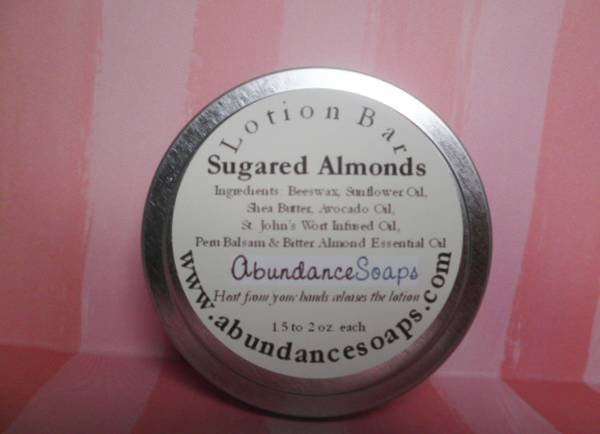 Lotion Bar
Sugared Almonds
Ingredients: Beeswax, Sunflower Oil,
Shea Butter, Avocado Oil,
St. John's Wort Infused Oil,
Peru Balsam & Bitter Almond Essential Oil
abundanceSoaps
Heat from your hands releases the lotion
1.5 to 2 oz. each
www.abundancesoaps.com